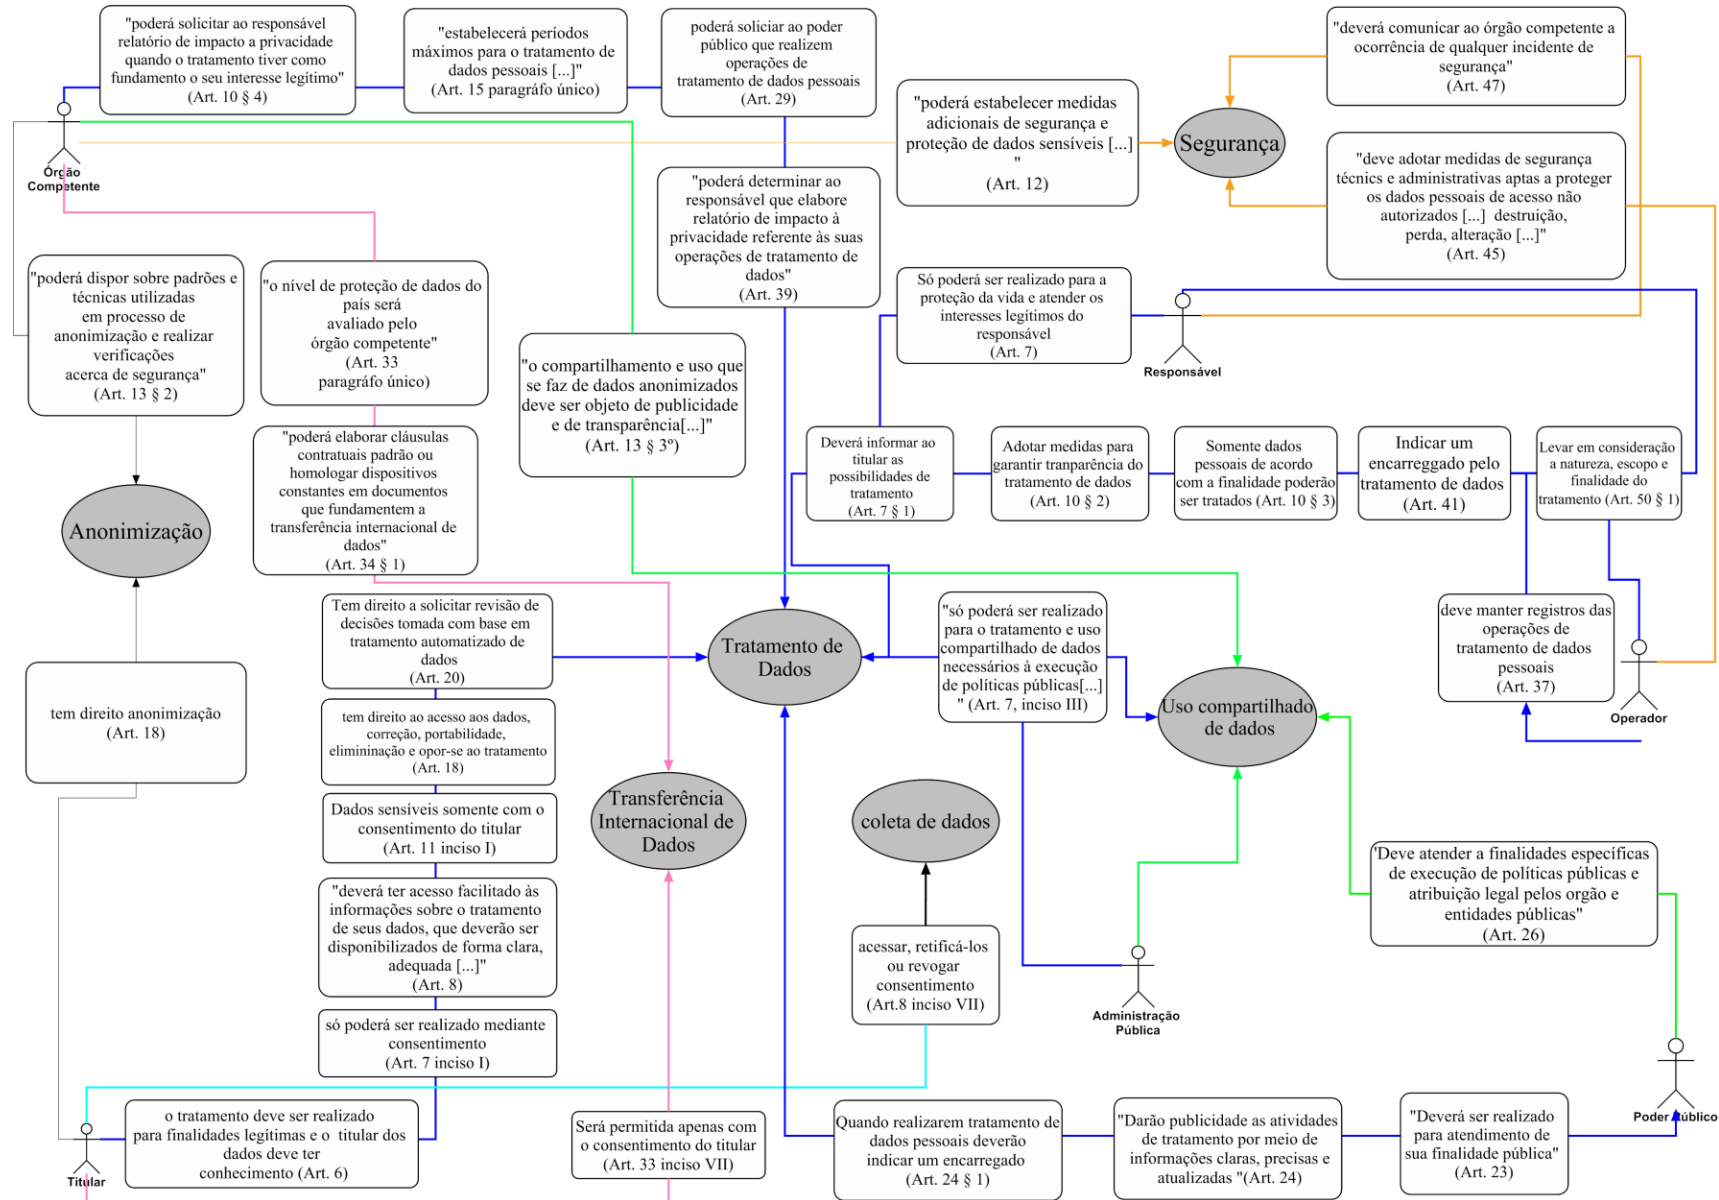 "poderá solicitar ao responsável
relatório de impacto a privacidade
quando o tratamento tiver como
fundamento o seu interesse legítimo"
(Art. 10 § 4)
"estabelecerá períodos
máximos para o tratamento de
dados pessoais [...]"
(Art. 15 paragráfo único)
poderá soliciar ao poder
público que realizem
operações de
tratamento de dados pessoais
(Art. 29)
"deverá comunicar ao órgão competente a
ocorrência de qualquer incidente de
segurança"
(Art. 47)
"poderá estabelecer medidas
adicionais de segurança e
proteção de dados sensíveis [...]
"
(Art. 12)
Segurança
Órgão
Competente
"deve adotar medidas de segurança
técnics e administrativas aptas a proteger
os dados pessoais de acesso não
autorizados [...] destruição,
perda, alteração [...]"
(Art. 45)
"poderá determinar ao
responsável que elabore
relatório de impacto à
privacidade referente às suas
operações de tratamento de
dados"
(Art. 39)
"poderá dispor sobre padrões e
técnicas utilizadas
em processo de
anonimização e realizar
verificações
acerca de segurança"
(Art. 13 § 2)
"o nível de proteção de dados do
país será
avaliado pelo
órgão competente"
(Art. 33
paragráfo único)
Só poderá ser realizado para a
proteção da vida e atender os
interesses legítimos do
responsável
(Art. 7)
Responsável
"o compartilhamento e uso que
se faz de dados anonimizados
deve ser objeto de publicidade
e de transparência[...]"
(Art. 13 § 3º)
"poderá elaborar cláusulas
contratuais padrão ou
homologar dispositivos
constantes em documentos
que fundamentem a
transferência internacional de
dados"
(Art. 34 § 1)
Deverá informar ao
titular as
possibilidades de
tratamento
(Art. 7 § 1)
Adotar medidas para
garantir tranparência do
tratamento de dados
(Art. 10 § 2)
Somente dados
pessoais de acordo
com a finalidade poderão
ser tratados (Art. 10 § 3)
Indicar um
encarreggado pelo
tratamento de dados
(Art. 41)
Levar em consideração
a natureza, escopo e
finalidade do
tratamento (Art. 50 § 1)
Anonimização
Tem direito a solicitar revisão de
decisões tomada com base em
tratamento automatizado de
dados
(Art. 20)
Tratamento de
Dados
"só poderá ser realizado
para o tratamento e uso
compartilhado de dados
necessários à execução
de políticas públicas[...]
" (Art. 7, inciso III)
deve manter registros das
operações de
tratamento de dados
pessoais
(Art. 37)
Operador
Uso compartilhado
de dados
tem direito anonimização
(Art. 18)
tem direito ao acesso aos dados,
correção, portabilidade,
elimininação e opor-se ao tratamento
(Art. 18)
Transferência
Internacional de
Dados
coleta de dados
Dados sensíveis somente com o
consentimento do titular
(Art. 11 inciso I)
'Deve atender a finalidades específicas
de execução de políticas públicas e
atribuição legal pelos orgão e
entidades públicas"
(Art. 26)
"deverá ter acesso facilitado às
informações sobre o tratamento
de seus dados, que deverão ser
disponibilizados de forma clara,
adequada [...]"
(Art. 8)
acessar, retificá-los
ou revogar
consentimento
(Art.8 inciso VII)
Administração
Pública
só poderá ser realizado mediante
consentimento
(Art. 7 inciso I)
Poder Público
o tratamento deve ser realizado
para finalidades legítimas e o titular dos
dados deve ter
conhecimento (Art. 6)
Titular
Será permitida apenas com
o consentimento do titular
(Art. 33 inciso VII)
Quando realizarem tratamento de
dados pessoais deverão
indicar um encarregado
(Art. 24 § 1)
"Darão publicidade as atividades
de tratamento por meio de
informações claras, precisas e
atualizadas "(Art. 24)
"Deverá ser realizado
para atendimento de
sua finalidade pública"
(Art. 23)